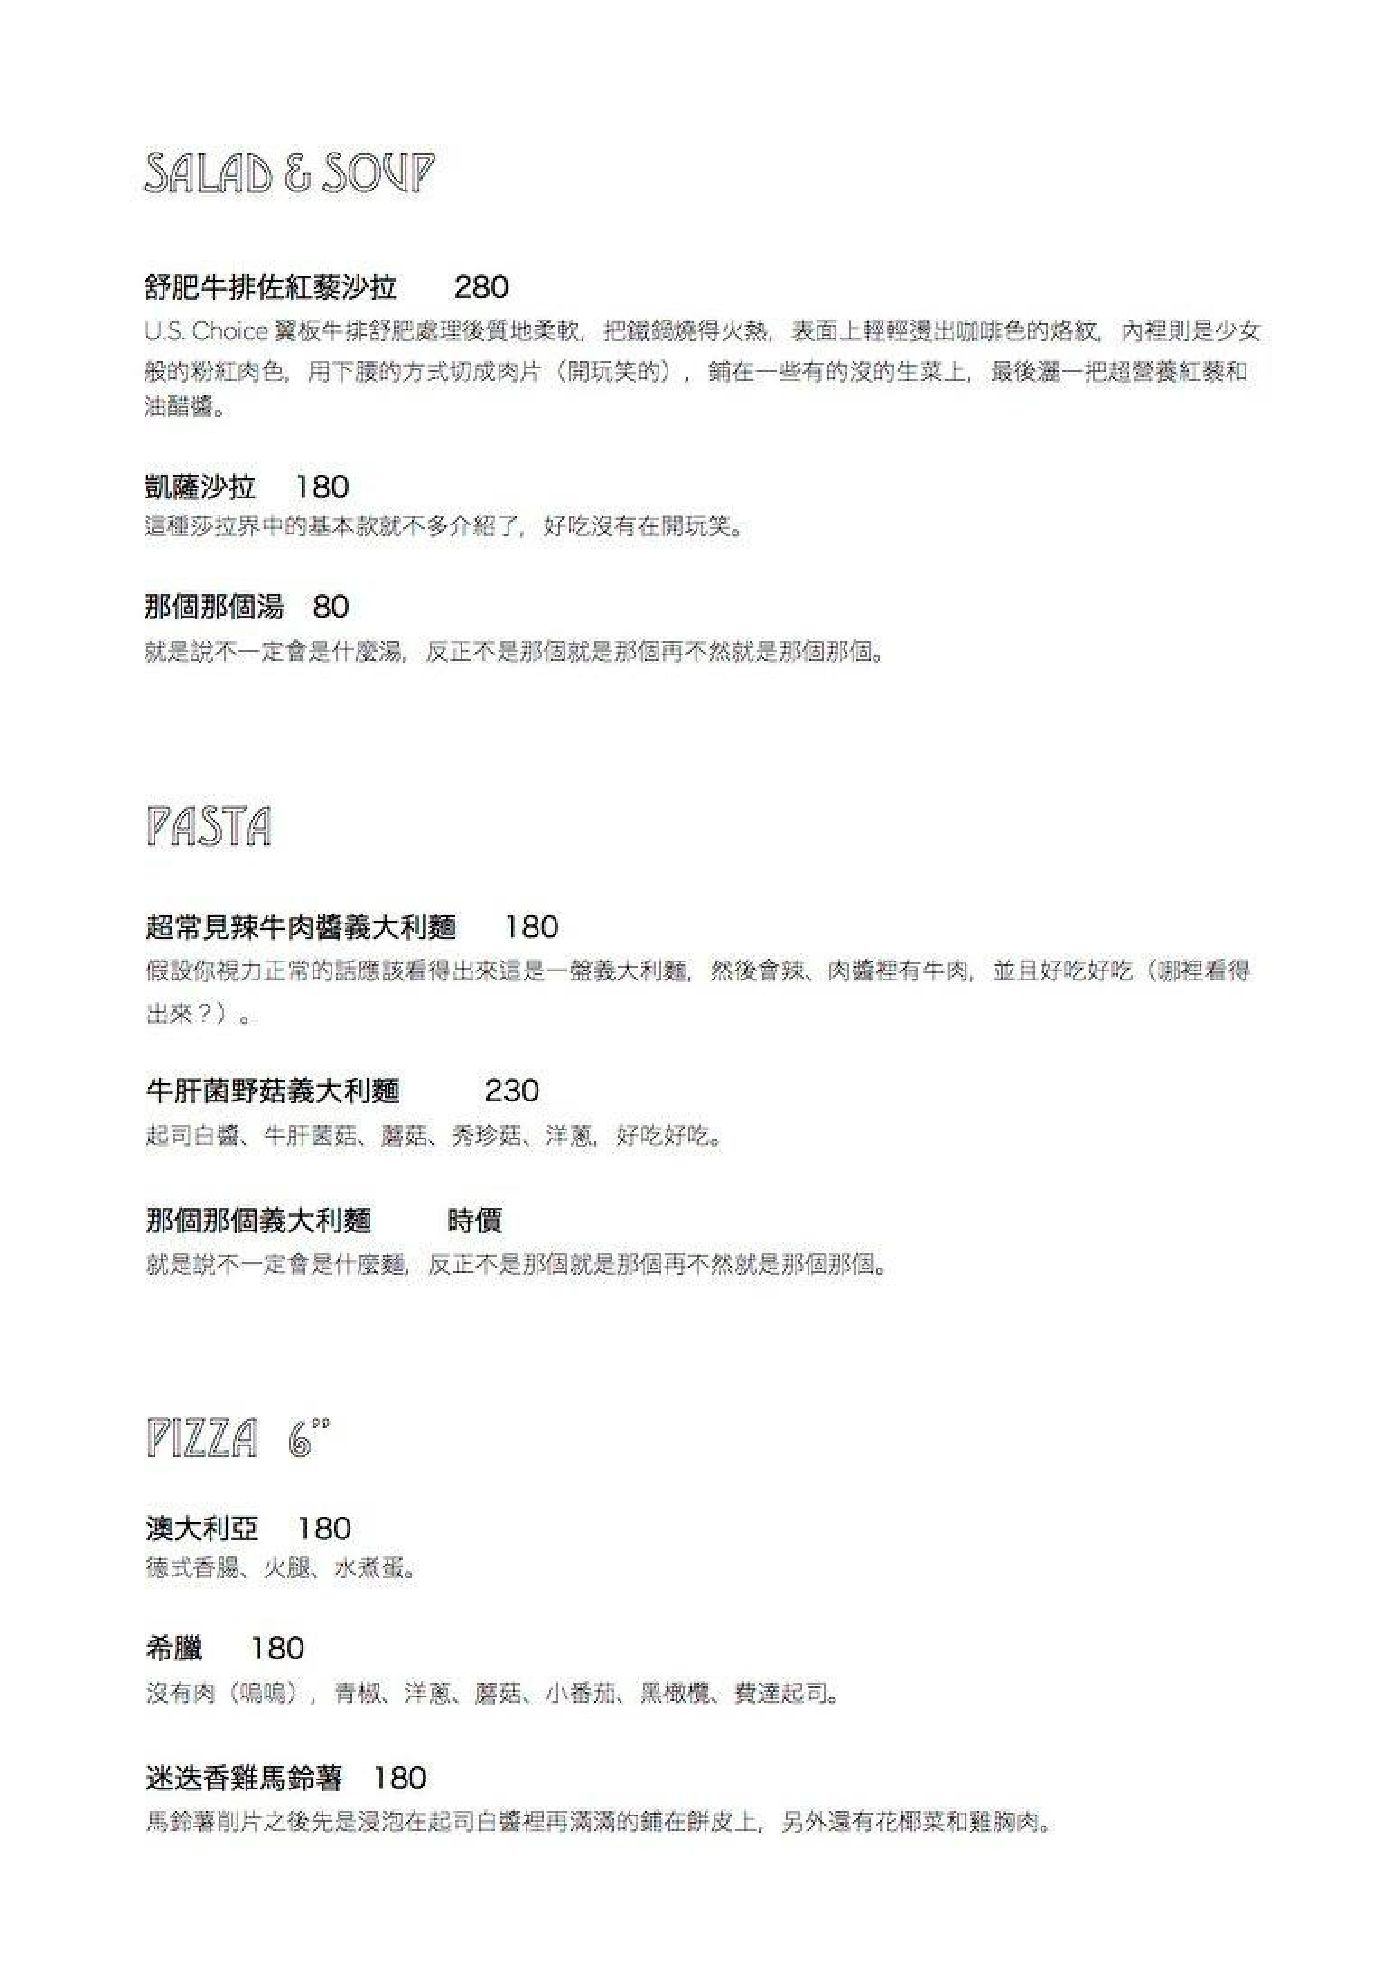 SALAD & SOUP
舒肥牛排佐紅藜沙拉 280
U.S. Choice 翼板牛排舒肥處理後質地柔軟，把鐵鍋燒得火熱，表面上輕輕燙出咖啡色的烙紋，內裡則是少女
般的粉紅肉色，用下腰的方式切成肉片（開玩笑的），鋪在一些有的沒的生菜上，最後灑一把超營養紅藜和
油醋醬。
凱薩沙拉 180
這種莎拉界中的基本款就不多介紹了，好吃沒有在開玩笑。
那個那個湯 80
就是說不一定會是什麼湯，反正不是那個就是那個再不然就是那個那個。
PASTA
超常見辣牛肉醬義大利麵 180
假設你視力正常的話應該看得出來這是一盤義大利麵，然後會辣、肉醬裡有牛肉，並且好吃好吃（哪裡看得
出來？）。
牛肝菌野菇義大利麵 230
起司白醬、牛肝菌菇、蘑菇、秀珍菇、洋蔥，好吃好吃。
那個那個義大利麵 時價
就是說不一定會是什麼麵，反正不是那個就是那個再不然就是那個那個。
PIZZA 6”
澳大利亞 180
德式香腸、火腿、水煮蛋。
希臘 180
沒有肉（嗚嗚），青椒、洋蔥、蘑菇、小番茄、黑橄欖、費達起司。
迷迭香雞馬鈴薯 180
馬鈴薯削片之後先是浸泡在起司白醬裡再滿滿的鋪在餅皮上，另外還有花椰菜和雞胸肉。